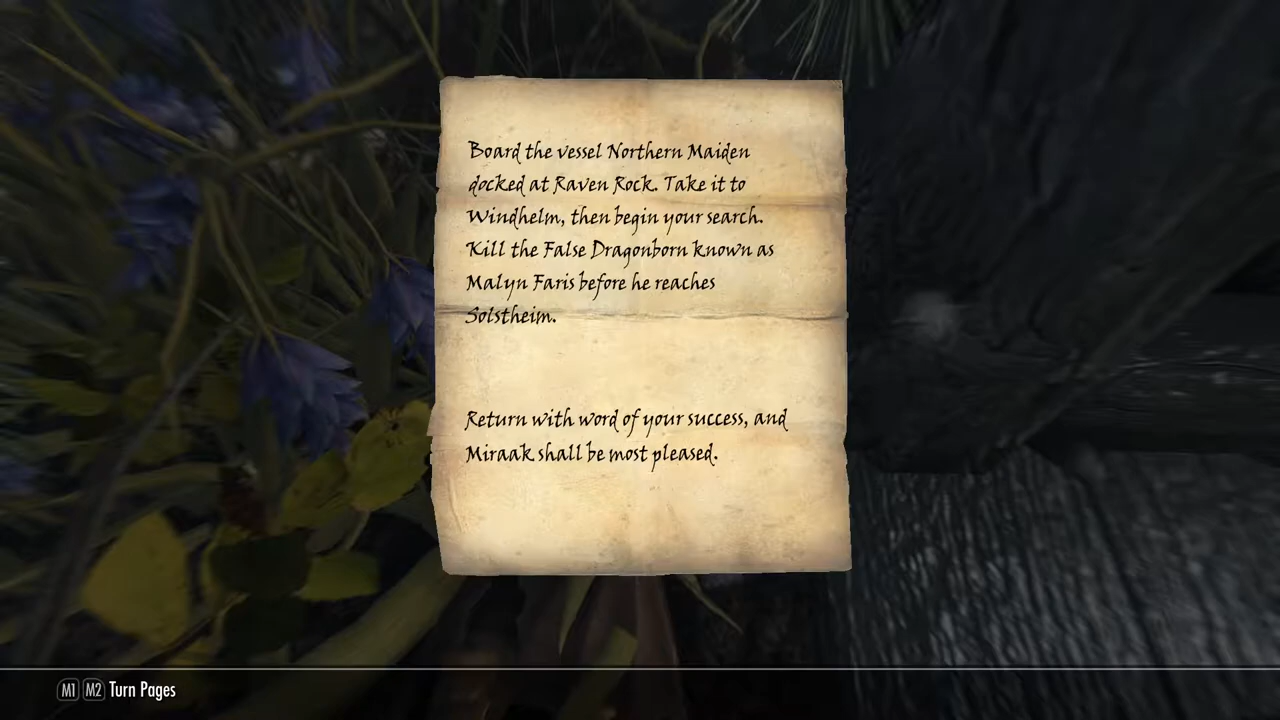 Board the vessel Northern Maiden
docked at Raven Rock. Take it to
Windhelm, then begin your search.
Kill the False Dragonborn known as
Malyn Faris before he reaches
Solstheim.
Return with word of your success, and
Miraak shall be most pleased.
M1 M2 Turn Pages